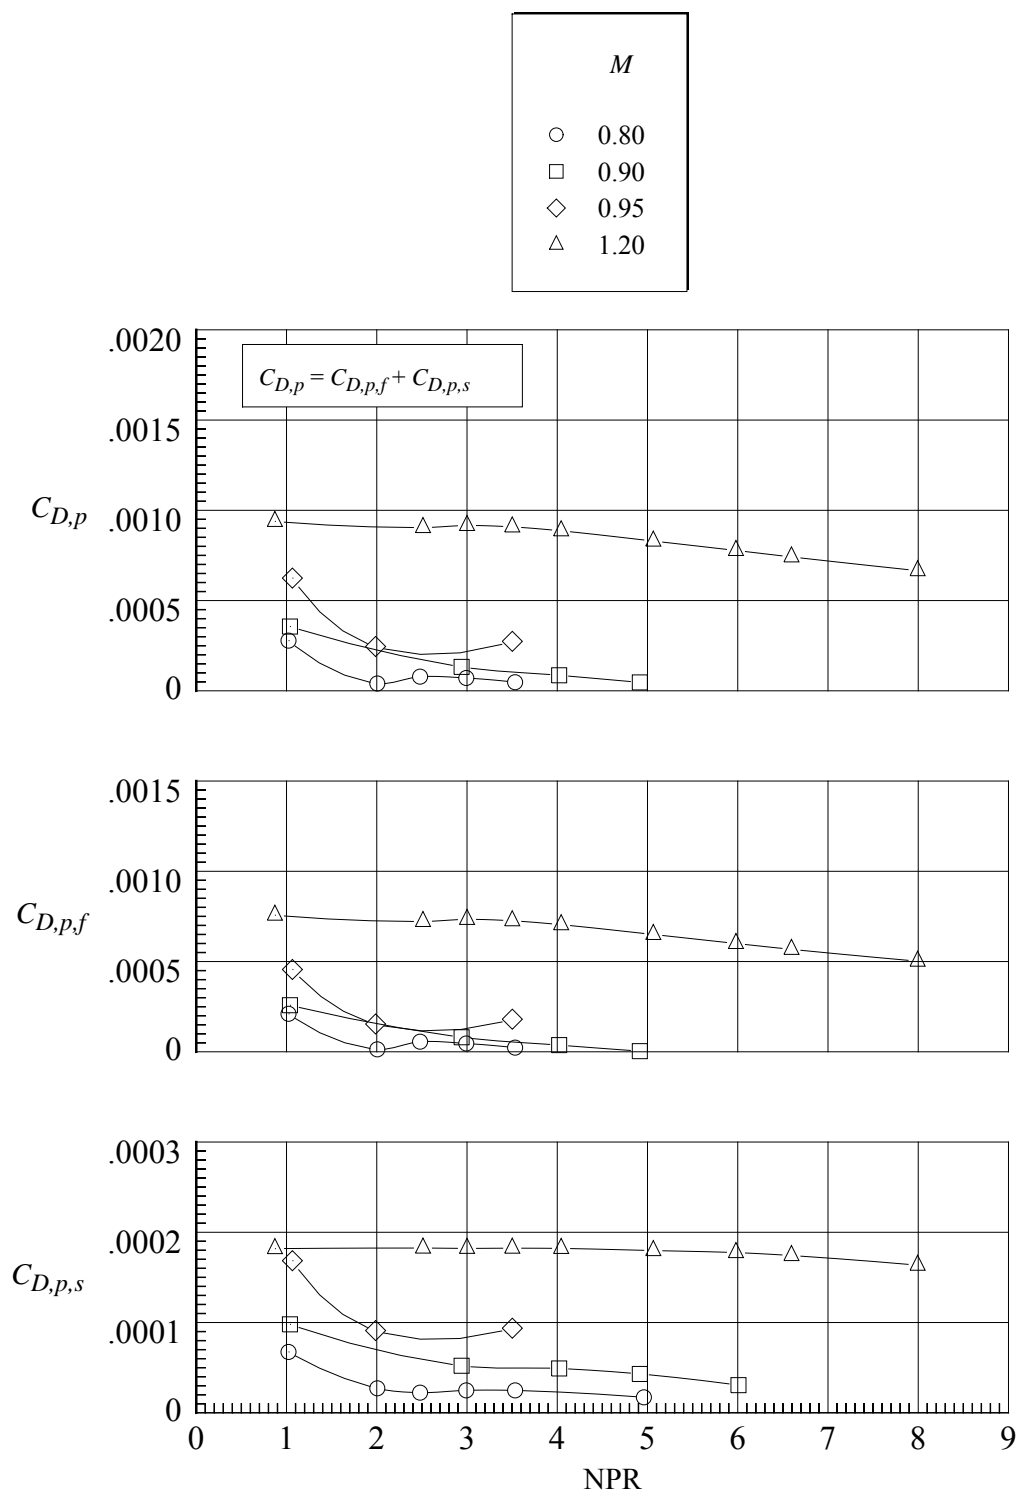 M
0.80
0.90
0.95
1.20
.0020
C_{D,p} = C_{D,p,f} + C_{D,p,s}
.0015
C_{D,p}
.0010
.0005
0
.0015
.0010
C_{D,p,f}
.0005
0
.0003
.0002
C_{D,p,s}
.0001
0
0 1 2 3 4 5 6 7 8 9
NPR